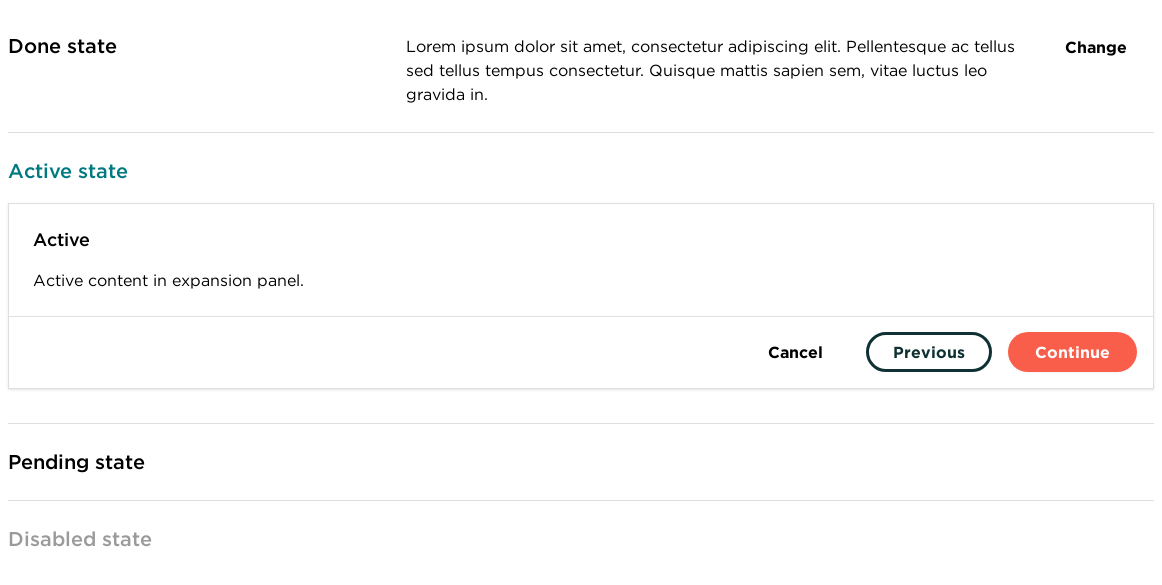 Done state
Lorem ipsum dolor sit amet, consectetur adipiscing elit. Pellentesque ac tellus
sed tellus tempus consectetur. Quisque mattis sapien sem, vitae luctus leo
gravida in.
Change
Active state
Active
Active content in expansion panel.
Cancel
Previous
Continue
Pending state
Disabled state